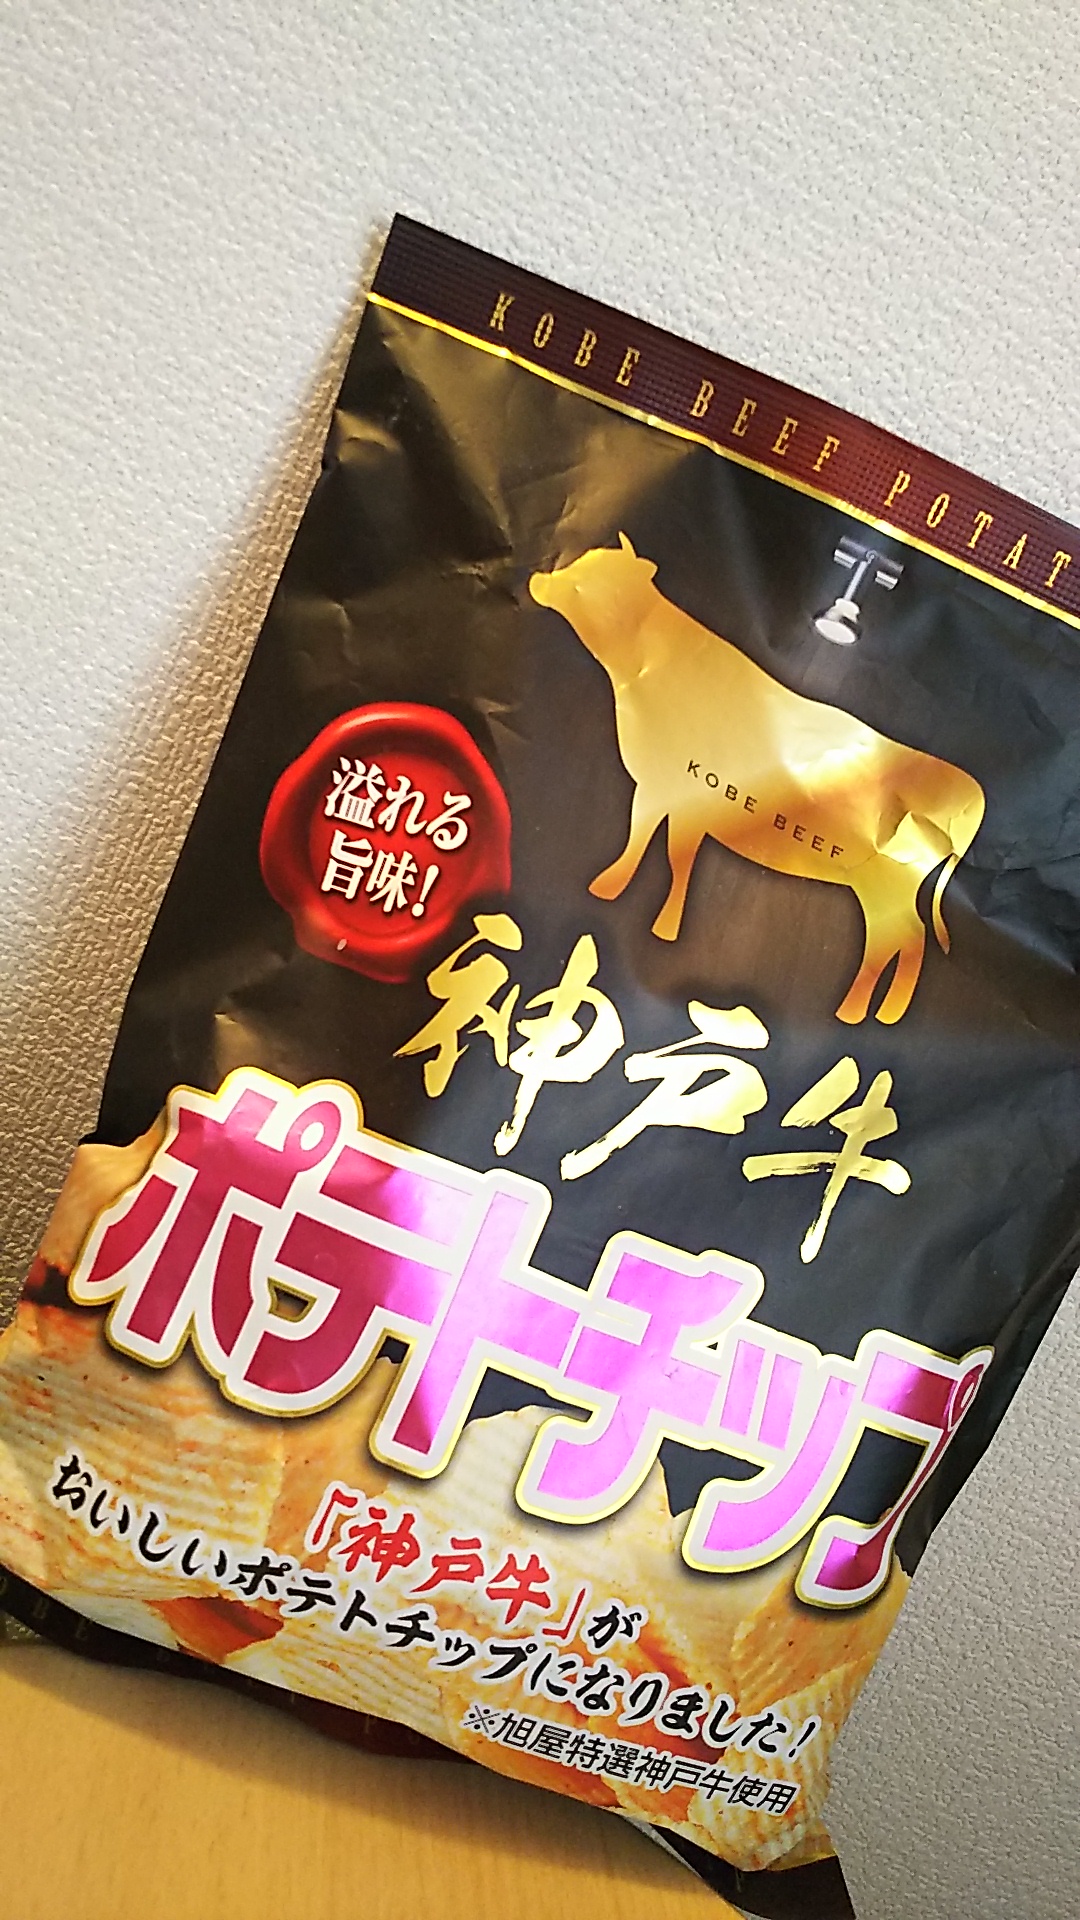 KOBE BEEF POTAT
KOBE BEEF
溢れる
旨味!
神戸牛
ポテトチップ
「神戸牛」が
おいしいポテトチップになりました!
※旭屋特選神戸牛使用